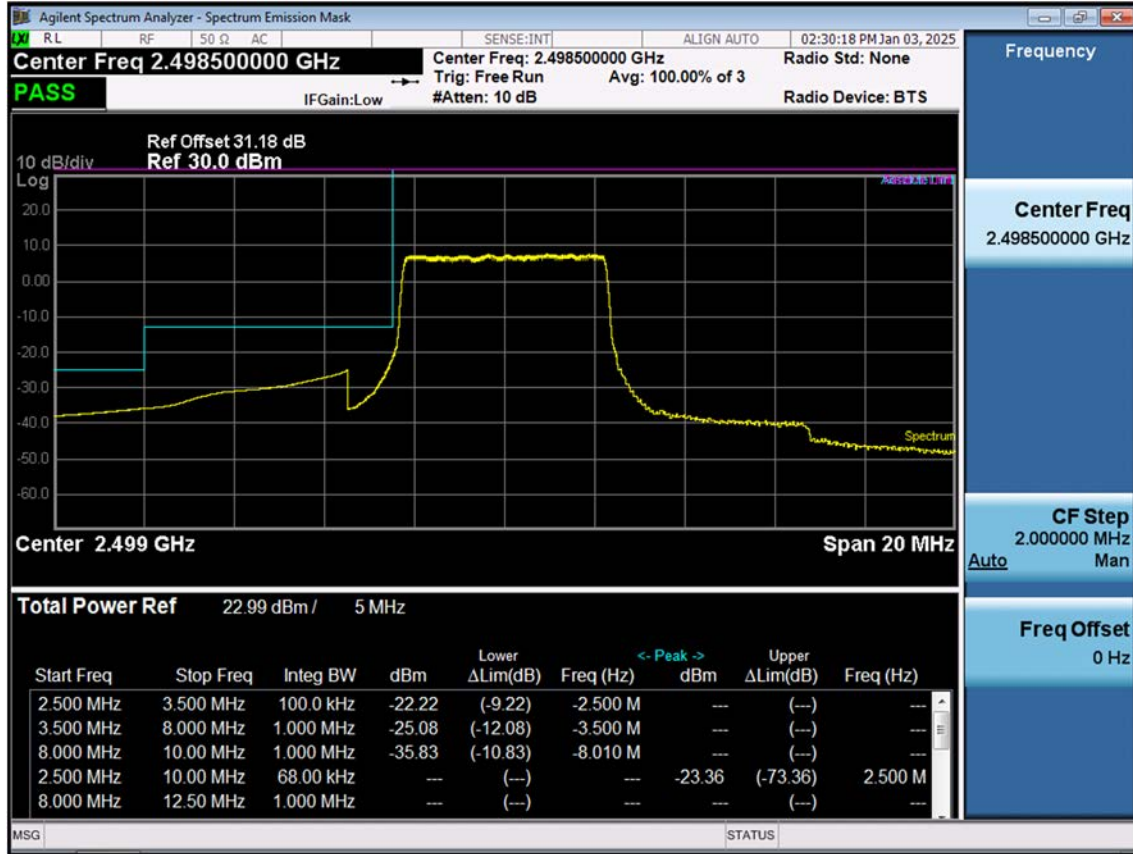 Agilent Spectrum Analyzer - Spectrum Emission Mask
LXI RL RF 50 Ω AC SENSE:INT ALIGN AUTO 02:30:18 PM Jan 03, 2025
Center Freq 2.498500000 GHz
PASS
IFGain:Low
Center Freq: 2.498500000 GHz
Trig: Free Run Avg: 100.00% of 3
#Atten: 10 dB
Radio Std: None
Radio Device: BTS
Ref Offset 31.18 dB
10 dB/div Ref 30.0 dBm
Log
Absolute Limit
20.0
10.0
0.00
-10.0
-20.0
-30.0
-40.0
Spectrum
-50.0
-60.0
Center 2.499 GHz Span 20 MHz
Total Power Ref 22.99 dBm / 5 MHz
Lower <- Peak -> Upper
Start Freq Stop Freq Integ BW dBm ΔLim(dB) Freq (Hz) dBm ΔLim(dB) Freq (Hz)
2.500 MHz 3.500 MHz 100.0 kHz -22.22 (-9.22) -2.500 M --- (---) ---
3.500 MHz 8.000 MHz 1.000 MHz -25.08 (-12.08) -3.500 M --- (---) ---
8.000 MHz 10.00 MHz 1.000 MHz -35.83 (-10.83) -8.010 M --- (---) ---
2.500 MHz 10.00 MHz 68.00 kHz --- (---) --- -23.36 (-73.36) 2.500 M
8.000 MHz 12.50 MHz 1.000 MHz --- (---) --- --- (---) ---
MSG STATUS
Frequency
Center Freq
2.498500000 GHz
CF Step
2.000000 MHz
Auto Man
Freq Offset
0 Hz